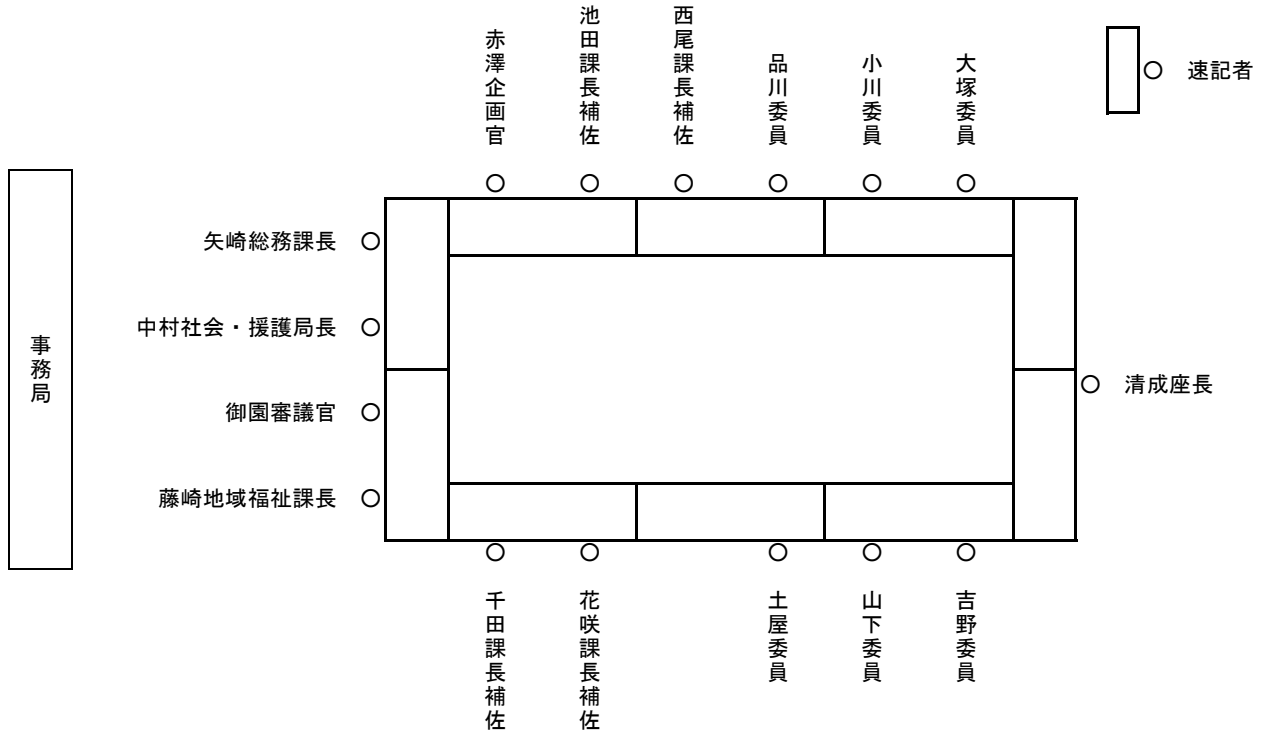 赤澤企画官
池田課長補佐
西尾課長補佐
品川委員
小川委員
大塚委員
速記者
矢崎総務課長
中村社会・援護局長
御園審議官
藤崎地域福祉課長
事務局
清成座長
千田課長補佐
花咲課長補佐
土屋委員
山下委員
吉野委員